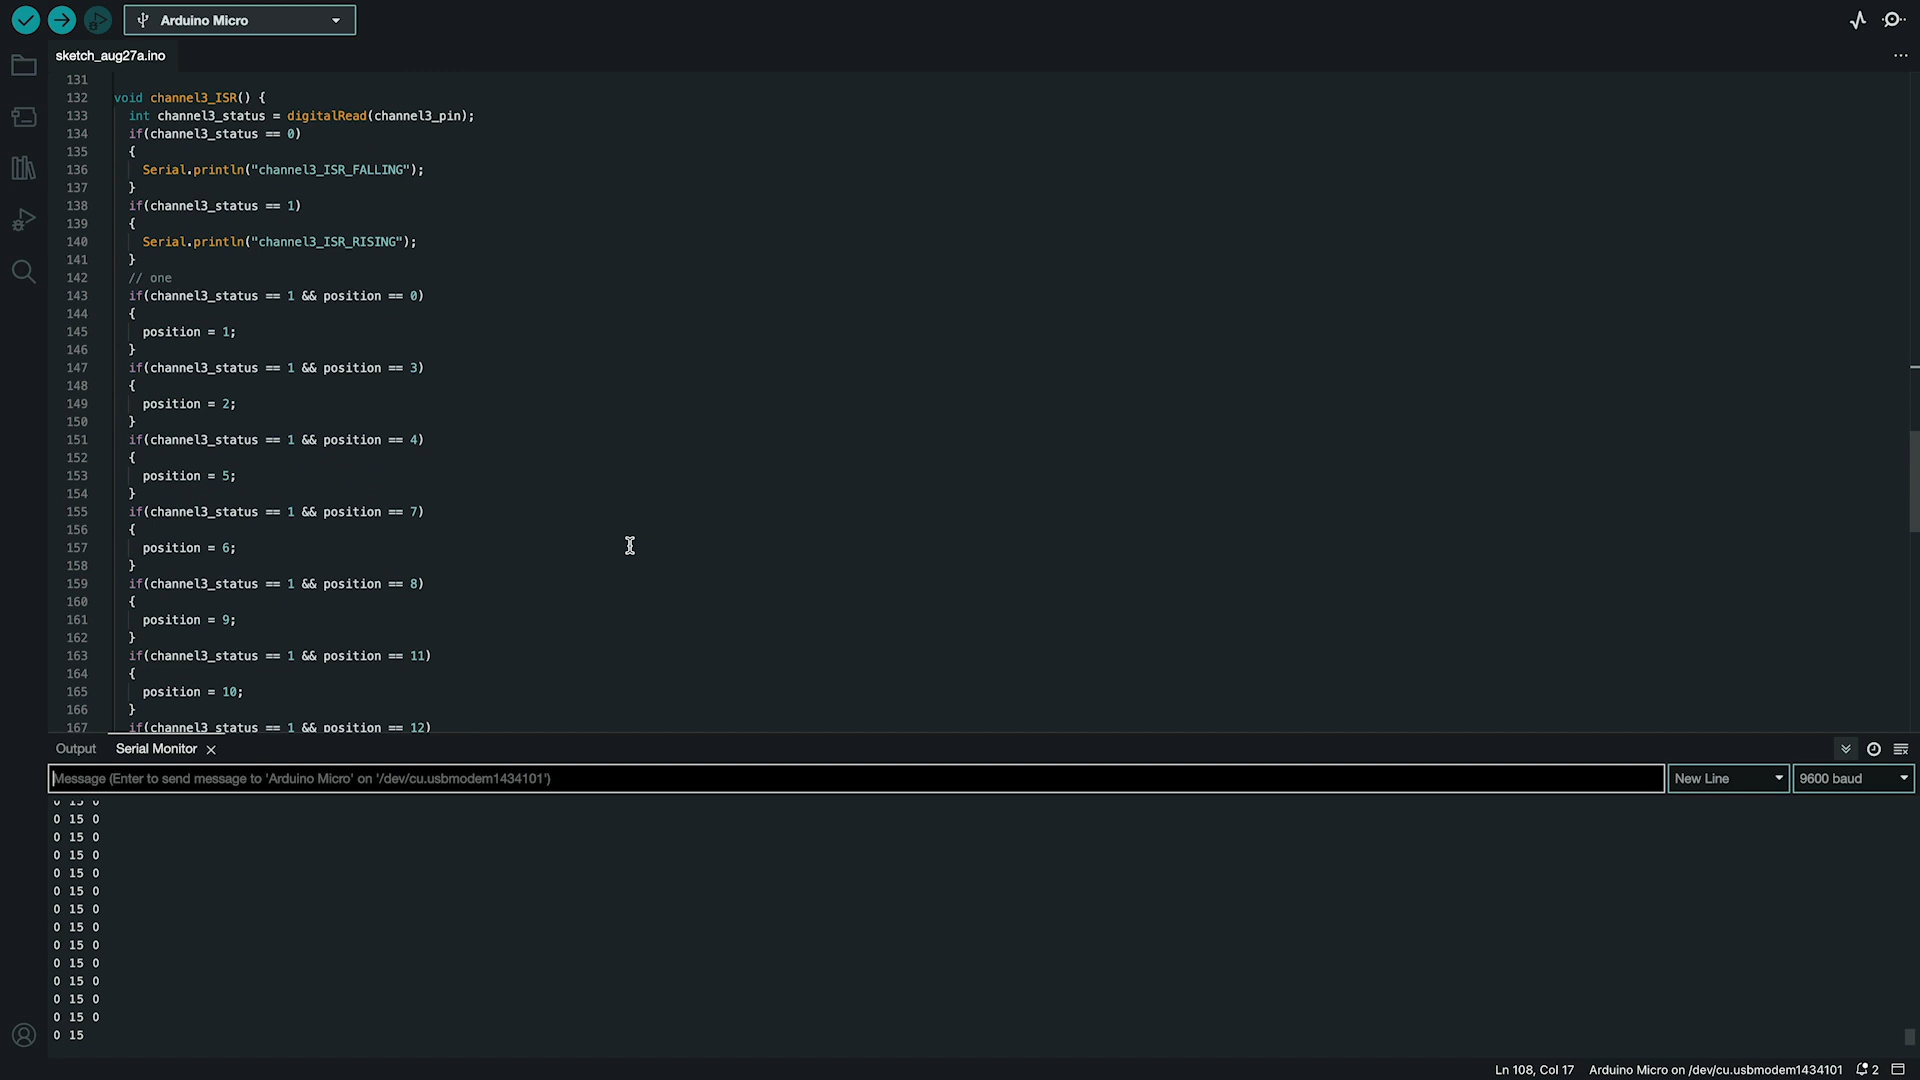 Arduino Micro
sketch_aug27a.ino
131
132 void channel3_ISR() {
133 int channel3_status = digitalRead(channel3_pin);
134 if(channel3_status == 0)
135 {
136 Serial.println("channel3_ISR_FALLING");
137 }
138 if(channel3_status == 1)
139 {
140 Serial.println("channel3_ISR_RISING");
141 }
142 // one
143 if(channel3_status == 1 && position == 0)
144 {
145 position = 1;
146 }
147 if(channel3_status == 1 && position == 3)
148 {
149 position = 2;
150 }
151 if(channel3_status == 1 && position == 4)
152 {
153 position = 5;
154 }
155 if(channel3_status == 1 && position == 7)
156 {
157 position = 6;
158 }
159 if(channel3_status == 1 && position == 8)
160 {
161 position = 9;
162 }
163 if(channel3_status == 1 && position == 11)
164 {
165 position = 10;
166 }
167 if(channel3_status == 1 && position == 12)
Output Serial Monitor
Message (Enter to send message to 'Arduino Micro' on '/dev/cu.usbmodem1434101') New Line 9600 baud
0 15 0
0 15 0
0 15 0
0 15 0
0 15 0
0 15 0
0 15 0
0 15 0
0 15 0
0 15 0
0 15 0
0 15 0
0 15 0
0 15
Ln 108, Col 17 Arduino Micro on /dev/cu.usbmodem1434101 2